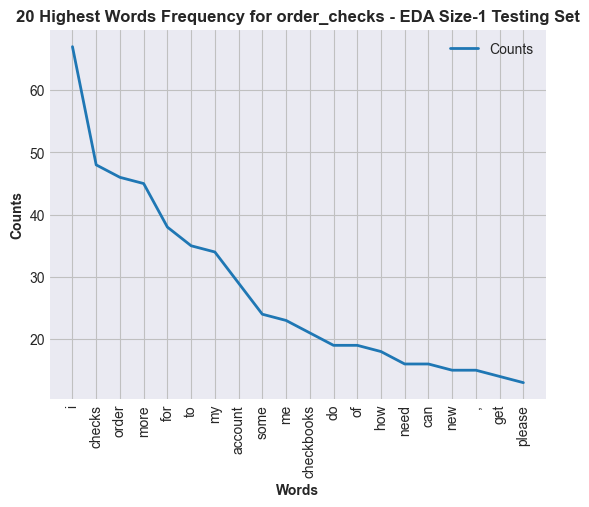 20 Highest Words Frequency for order_checks - EDA Size-1 Testing Set
Counts
60
50
40
30
20
Counts
i
checks
order
more
for
to
my
account
some
me
checkbooks
do
of
how
need
can
new
,
get
please
Words